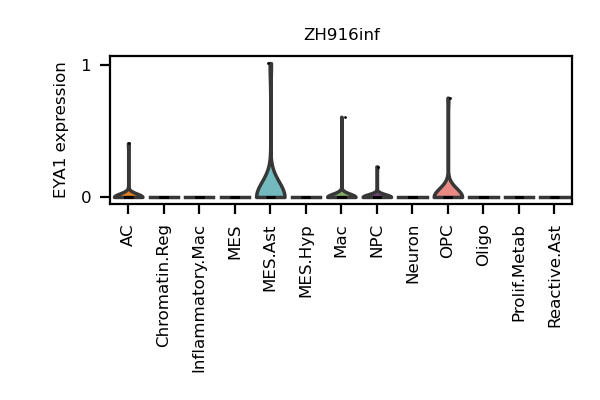 ZH916inf
EYA1 expression
1
0
AC
Chromatin.Reg
Inflammatory.Mac
MES
MES.Ast
MES.Hyp
Mac
NPC
Neuron
OPC
Oligo
Prolif.Metab
Reactive.Ast